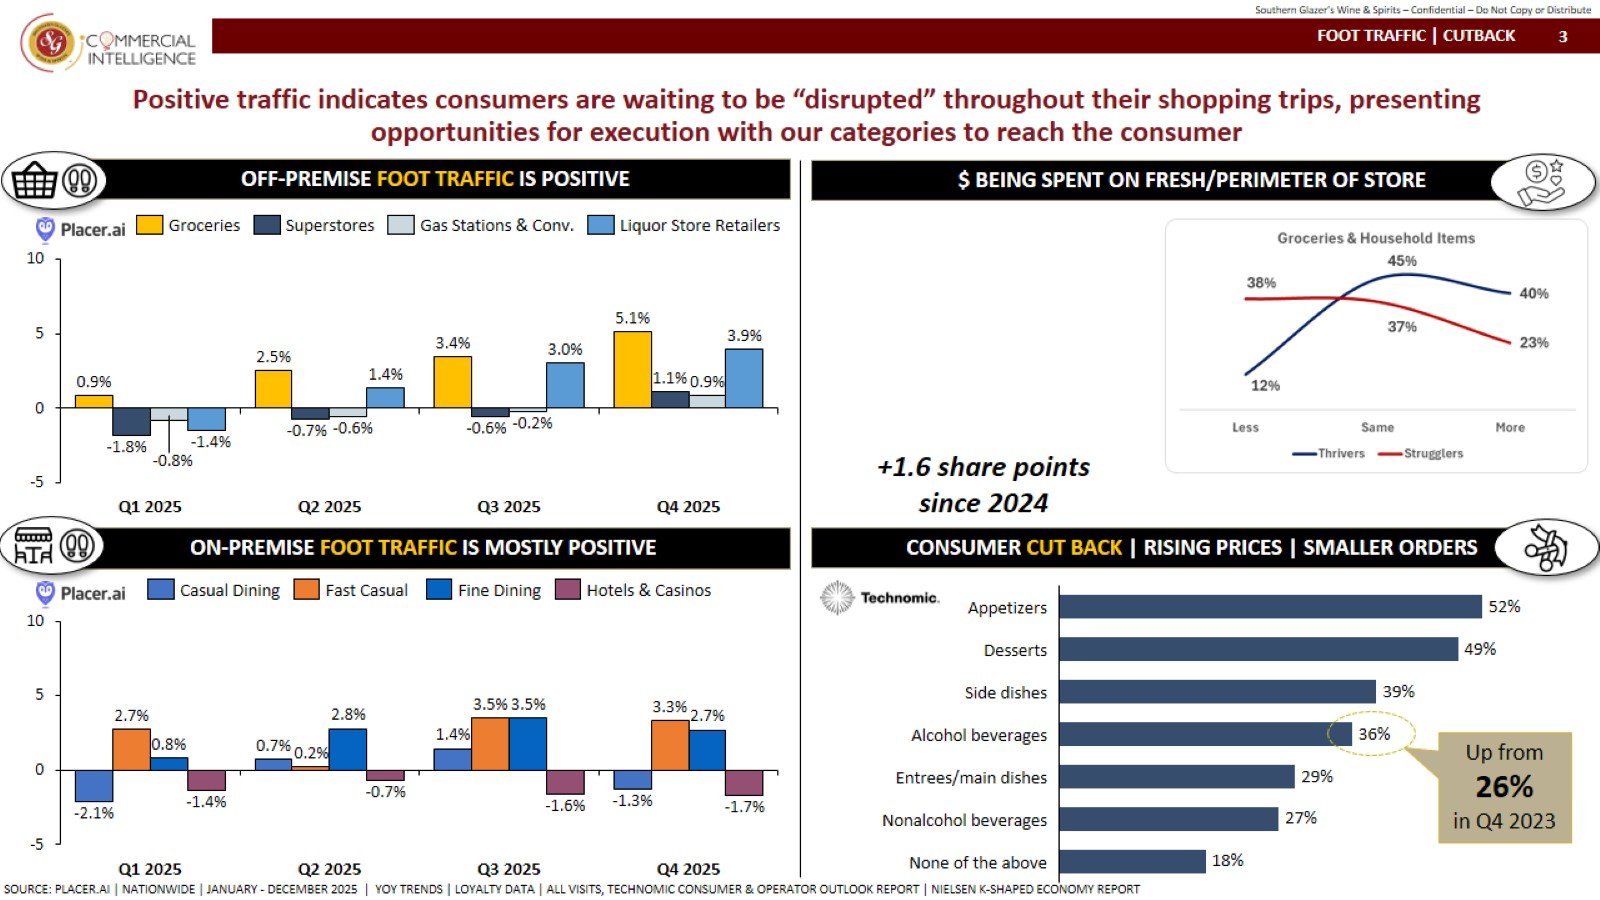 Southern Glazer's Wine & Spirits – Confidential – Do Not Copy or Distribute
SG
COMMERCIAL
INTELLIGENCE
FOOT TRAFFIC | CUTBACK 3
Positive traffic indicates consumers are waiting to be “disrupted” throughout their shopping trips, presenting
opportunities for execution with our categories to reach the consumer
OFF-PREMISE FOOT TRAFFIC IS POSITIVE
Placer.ai Groceries Superstores Gas Stations & Conv. Liquor Store Retailers
10
5
0
-5
0.9% -1.8% -0.8% -1.4%
2.5% -0.7% -0.6% 1.4%
3.4% -0.6% -0.2% 3.0%
5.1% 1.1% 0.9% 3.9%
Q1 2025 Q2 2025 Q3 2025 Q4 2025
$ BEING SPENT ON FRESH/PERIMETER OF STORE
Groceries & Household Items
45%
38%
40%
37%
23%
12%
Less Same More
Thrivers Strugglers
+1.6 share points
since 2024
ON-PREMISE FOOT TRAFFIC IS MOSTLY POSITIVE
Placer.ai Casual Dining Fast Casual Fine Dining Hotels & Casinos
10
5
0
-5
-2.1% 2.7% 0.8% -1.4%
0.7% 0.2% 2.8% -0.7%
1.4% 3.5% 3.5% -1.6%
-1.3% 3.3% 2.7% -1.7%
Q1 2025 Q2 2025 Q3 2025 Q4 2025
CONSUMER CUT BACK | RISING PRICES | SMALLER ORDERS
Technomic.
Appetizers 52%
Desserts 49%
Side dishes 39%
Alcohol beverages 36%
Entrees/main dishes 29%
Nonalcohol beverages 27%
None of the above 18%
Up from
26%
in Q4 2023
SOURCE: PLACER.AI | NATIONWIDE | JANUARY - DECEMBER 2025 | YOY TRENDS | LOYALTY DATA | ALL VISITS, TECHNOMIC CONSUMER & OPERATOR OUTLOOK REPORT | NIELSEN K-SHAPED ECONOMY REPORT